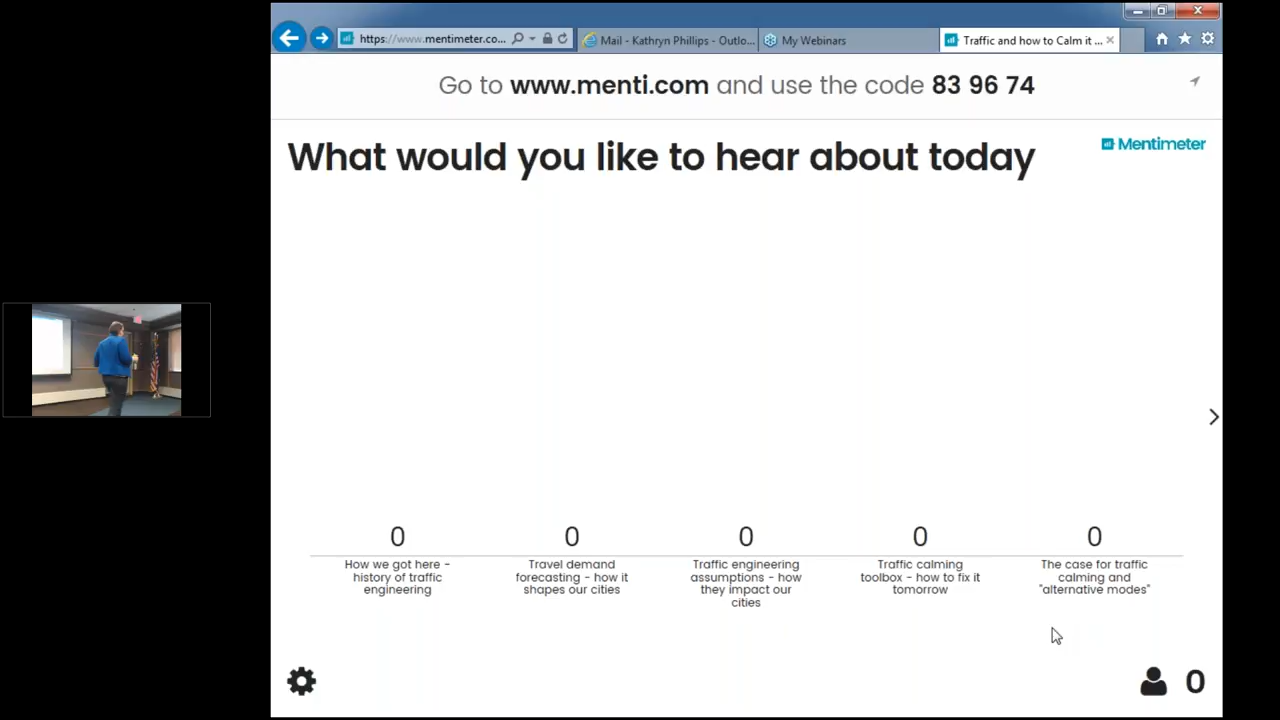 https://www.mentimeter.co...
Mail - Kathryn Phillips - Outlo...
My Webinars
Traffic and how to Calm it ...
Go to www.menti.com and use the code 83 96 74
What would you like to hear about today
Mentimeter
0
0
0
0
0
How we got here -
history of traffic
engineering
Travel demand
forecasting - how it
shapes our cities
Traffic engineering
assumptions - how
they impact our
cities
Traffic calming
toolbox - how to fix it
tomorrow
The case for traffic
calming and
"alternative modes"
0